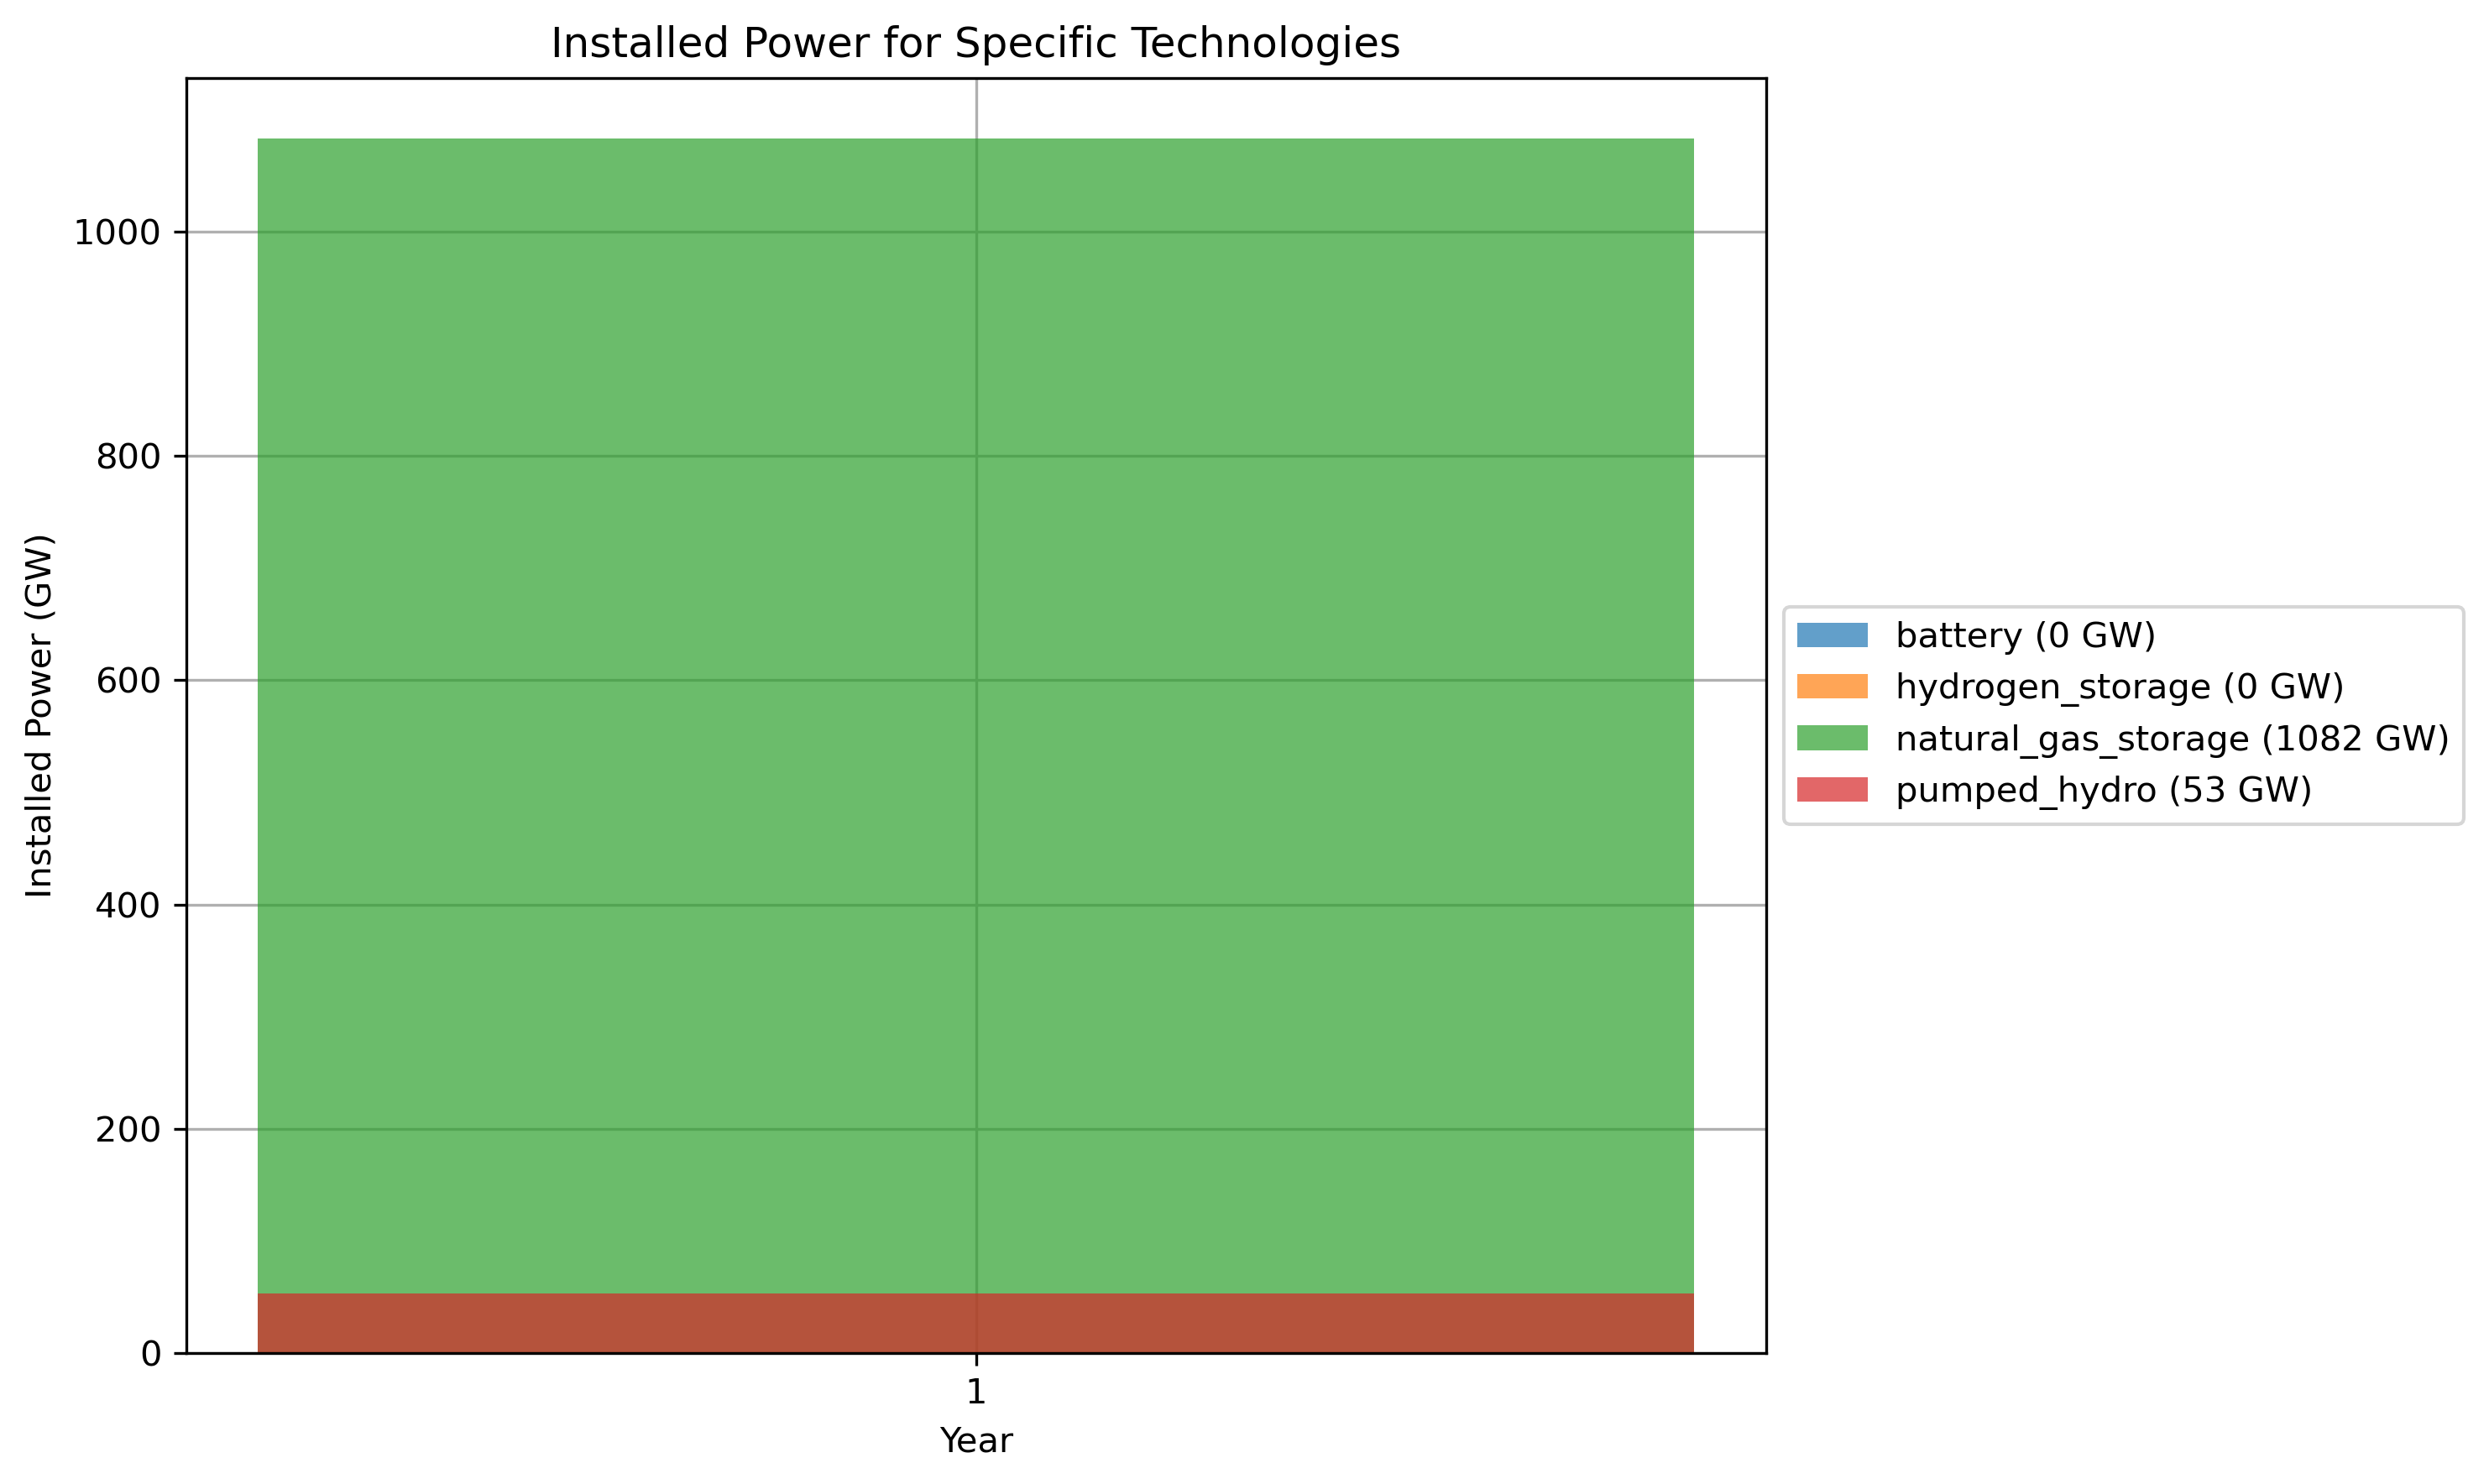 Installed Power for Specific Technologies
Installed Power (GW)
1000
800
600
400
200
0
1
Year
battery (0 GW)
hydrogen_storage (0 GW)
natural_gas_storage (1082 GW)
pumped_hydro (53 GW)